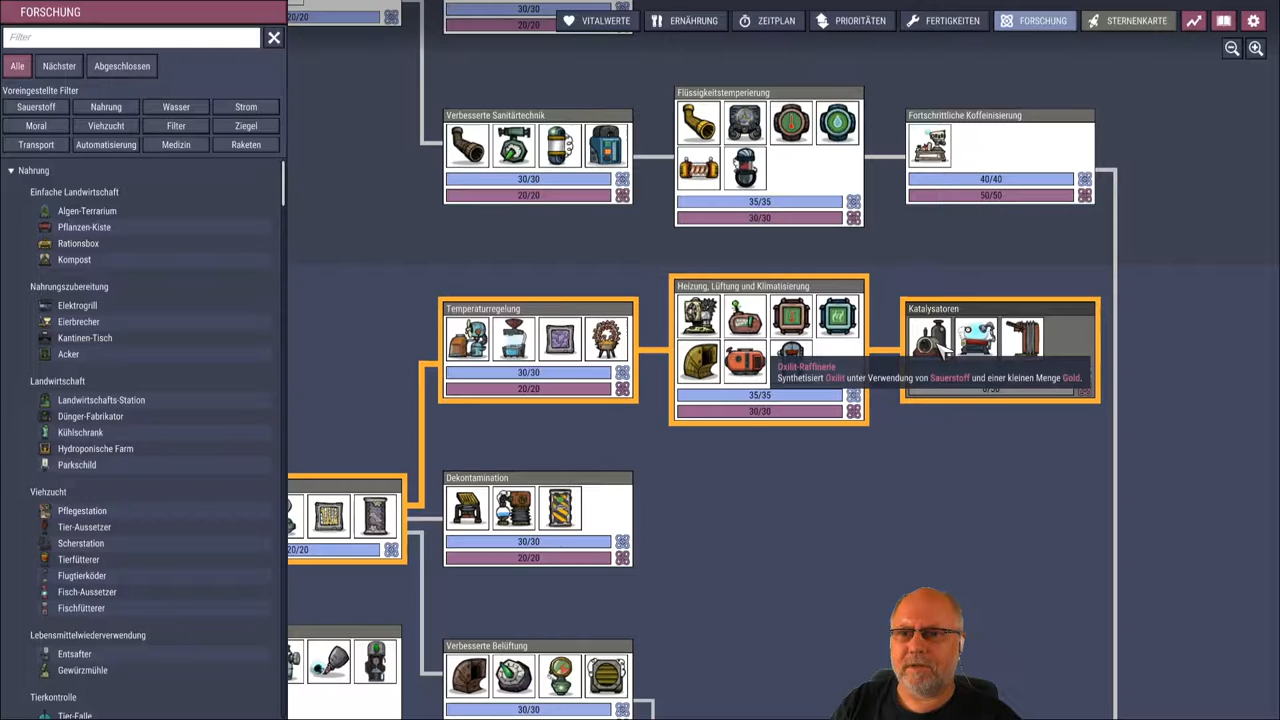 FORSCHUNG
20/20
30/30
20/20
VITALWERTE
ERNÄHRUNG
ZEITPLAN
PRIORITÄTEN
FERTIGKEITEN
FORSCHUNG
STERNENKARTE
Filter
Alle
Nächster
Abgeschlossen
Voreingestellte Filter
Sauerstoff
Nahrung
Wasser
Strom
Moral
Viehzucht
Filter
Ziegel
Transport
Automatisierung
Medizin
Raketen
Nahrung
Einfache Landwirtschaft
Algen-Terrarium
Pflanzen-Kiste
Rationsbox
Kompost
Nahrungszubereitung
Elektrogrill
Eierbrecher
Kantinen-Tisch
Acker
Landwirtschaft
Landwirtschafts-Station
Dünger-Fabrikator
Kühlschrank
Hydroponische Farm
Parkschild
Viehzucht
Pflegestation
Tier-Aussetzer
Scherstation
Tierfütterer
Flugtierköder
Fisch-Aussetzer
Fischfütterer
Lebensmittelwiederverwendung
Entsafter
Gewürzmühle
Tierkontrolle
Tier-Falle
Verbesserte Sanitärtechnik
30/30
20/20
Flüssigkeitstemperierung
35/35
30/30
Fortschrittliche Koffeinisierung
40/40
50/50
Temperaturregelung
30/30
20/20
Heizung, Lüftung und Klimatisierung
35/35
30/30
Katalysatoren
Oxilit-Raffinerie
Synthetisiert Oxilit unter Verwendung von Sauerstoff und einer kleinen Menge Gold.
20/20
Dekontamination
30/30
20/20
Verbesserte Belüftung
30/30